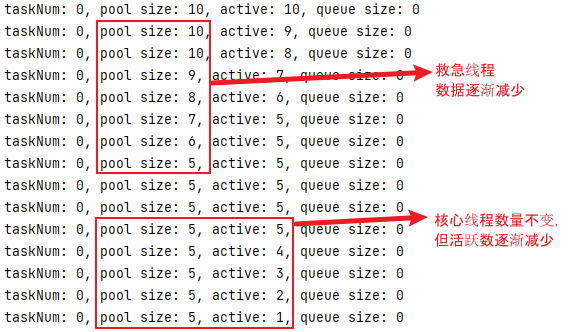 taskNum: 0, pool size: 10, active: 10, queue size: 0
taskNum: 0, pool size: 10, active: 9, queue size: 0
taskNum: 0, pool size: 10, active: 8, queue size: 0
taskNum: 0, pool size: 9, active: 7, queue size: 0
taskNum: 0, pool size: 8, active: 6, queue size: 0
taskNum: 0, pool size: 7, active: 5, queue size: 0
taskNum: 0, pool size: 6, active: 5, queue size: 0
taskNum: 0, pool size: 5, active: 5, queue size: 0
taskNum: 0, pool size: 5, active: 5, queue size: 0
taskNum: 0, pool size: 5, active: 5, queue size: 0
taskNum: 0, pool size: 5, active: 5, queue size: 0
taskNum: 0, pool size: 5, active: 4, queue size: 0
taskNum: 0, pool size: 5, active: 3, queue size: 0
taskNum: 0, pool size: 5, active: 2, queue size: 0
taskNum: 0, pool size: 5, active: 1, queue size: 0
救急线程
数据逐渐减少
核心线程数量不变,
但活跃数逐渐减少